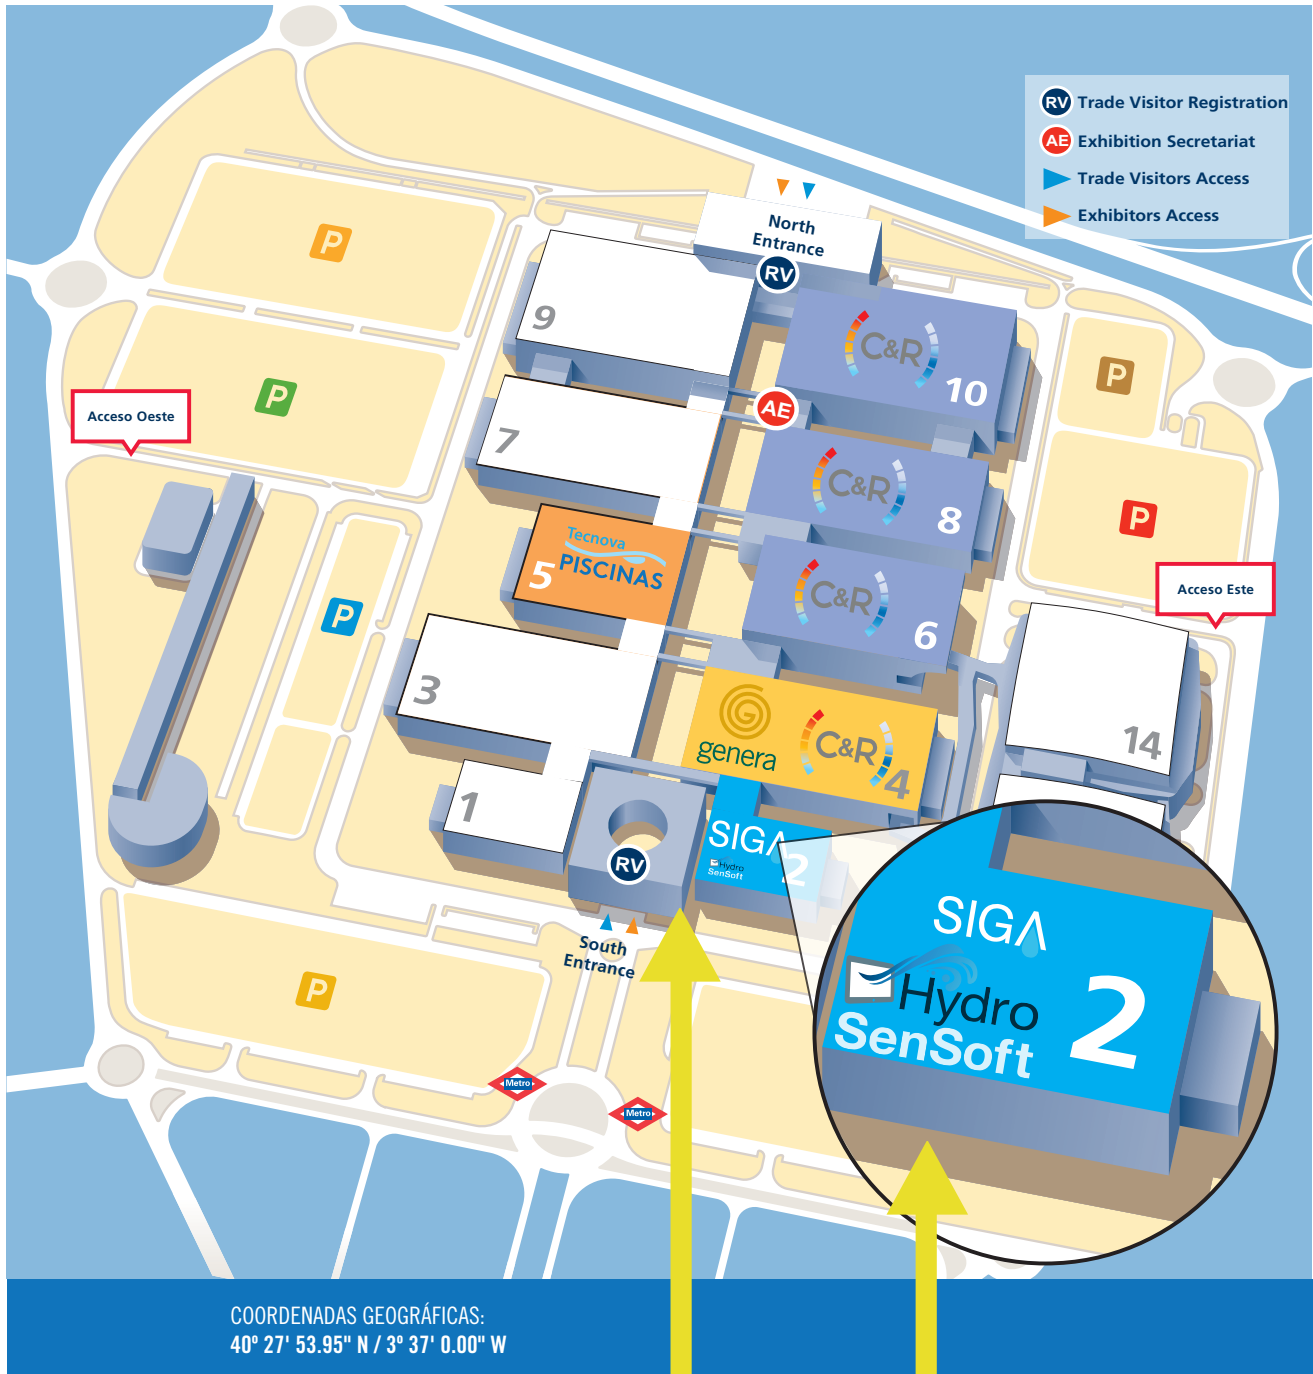 RV Trade Visitor Registration
AE Exhibition Secretariat
Trade Visitors Access
Exhibitors Access
North
Entrance
RV
P
9
C&R
10
P
P
Acceso Oeste
AE
7
C&R
8
P
Tecnova
PISCINAS
5
C&R
6
Acceso Este
P
3
genera
C&R
4
14
1
RV
SIGA
Hydro
SenSoft
2
South
Entrance
SIGA
Hydro
SenSoft
2
P
Metro
Metro
COORDENADAS GEOGRÁFICAS:
40º 27' 53.95" N / 3º 37' 0.00" W